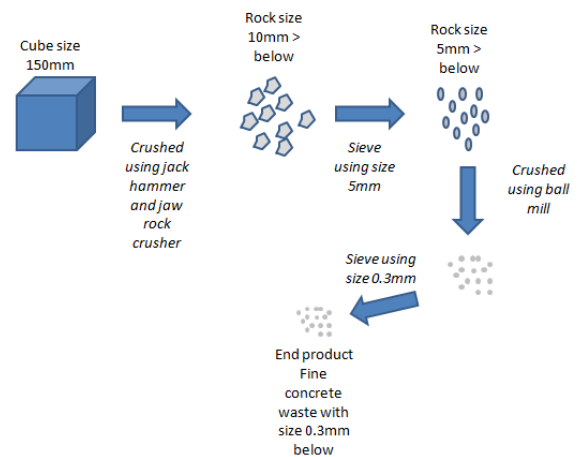 Cube size
150mm
Crushed
using jack
hammer
and jaw
rock
crusher
Rock size
10mm >
below
Sieve
using size
5mm
Rock size
5mm >
below
Crushed
using ball
mill
Sieve using
size 0.3mm
End product
Fine
concrete
waste with
size 0.3mm
below